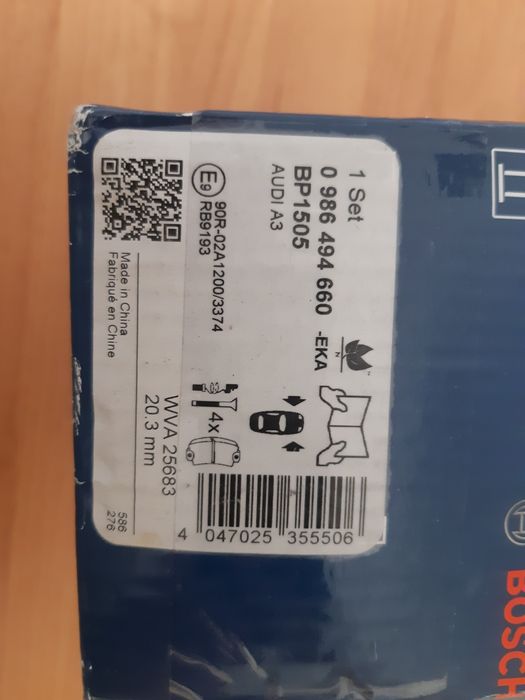 1 Set
0 986 494 660 -EKA
BP1505
AUDI A3
N
E9 90R-02A1200/3374
RB9193
4x
WVA 25683
20.3 mm
Made in China
Fabriqué en Chine
586
276
4 047025 355506
BOSCH